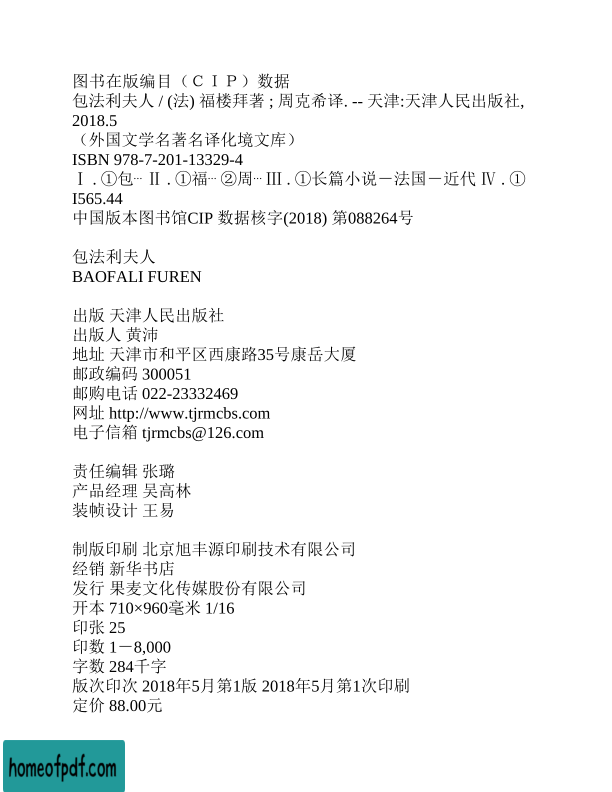 图书在版编目（ＣＩＰ）数据
包法利夫人 / (法) 福楼拜著 ; 周克希译. -- 天津:天津人民出版社,
2018.5
（外国文学名著名译化境文库）
ISBN 978-7-201-13329-4
Ⅰ . ①包… Ⅱ . ①福… ②周… Ⅲ . ①长篇小说－法国－近代 Ⅳ . ①
I565.44
中国版本图书馆CIP 数据核字(2018) 第088264号
包法利夫人
BAOFALI FUREN
出版 天津人民出版社
出版人 黄沛
地址 天津市和平区西康路35号康岳大厦
邮政编码 300051
邮购电话 022-23332469
网址 http://www.tjrmcbs.com
电子信箱 tjrmcbs@126.com
责任编辑 张璐
产品经理 吴高林
装帧设计 王易
制版印刷 北京旭丰源印刷技术有限公司
经销 新华书店
发行 果麦文化传媒股份有限公司
开本 710×960毫米 1/16
印张 25
印数 1－8,000
字数 284千字
版次印次 2018年5月第1版 2018年5月第1次印刷
定价 88.00元
homeofpdf.com